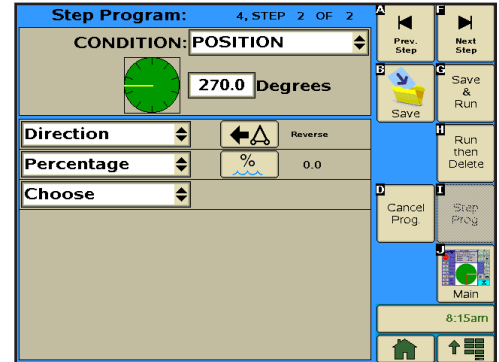 Step Program: 4, STEP 2 OF 2
CONDITION: POSITION
270.0 Degrees
Direction Reverse
Percentage % 0.0
Choose
A
Prev.
Step
F
Next
Step
B
Save
G
Save
&
Run
H
Run
then
Delete
D
Cancel
Prog.
I
Step
Prog
J
Main
8:15am